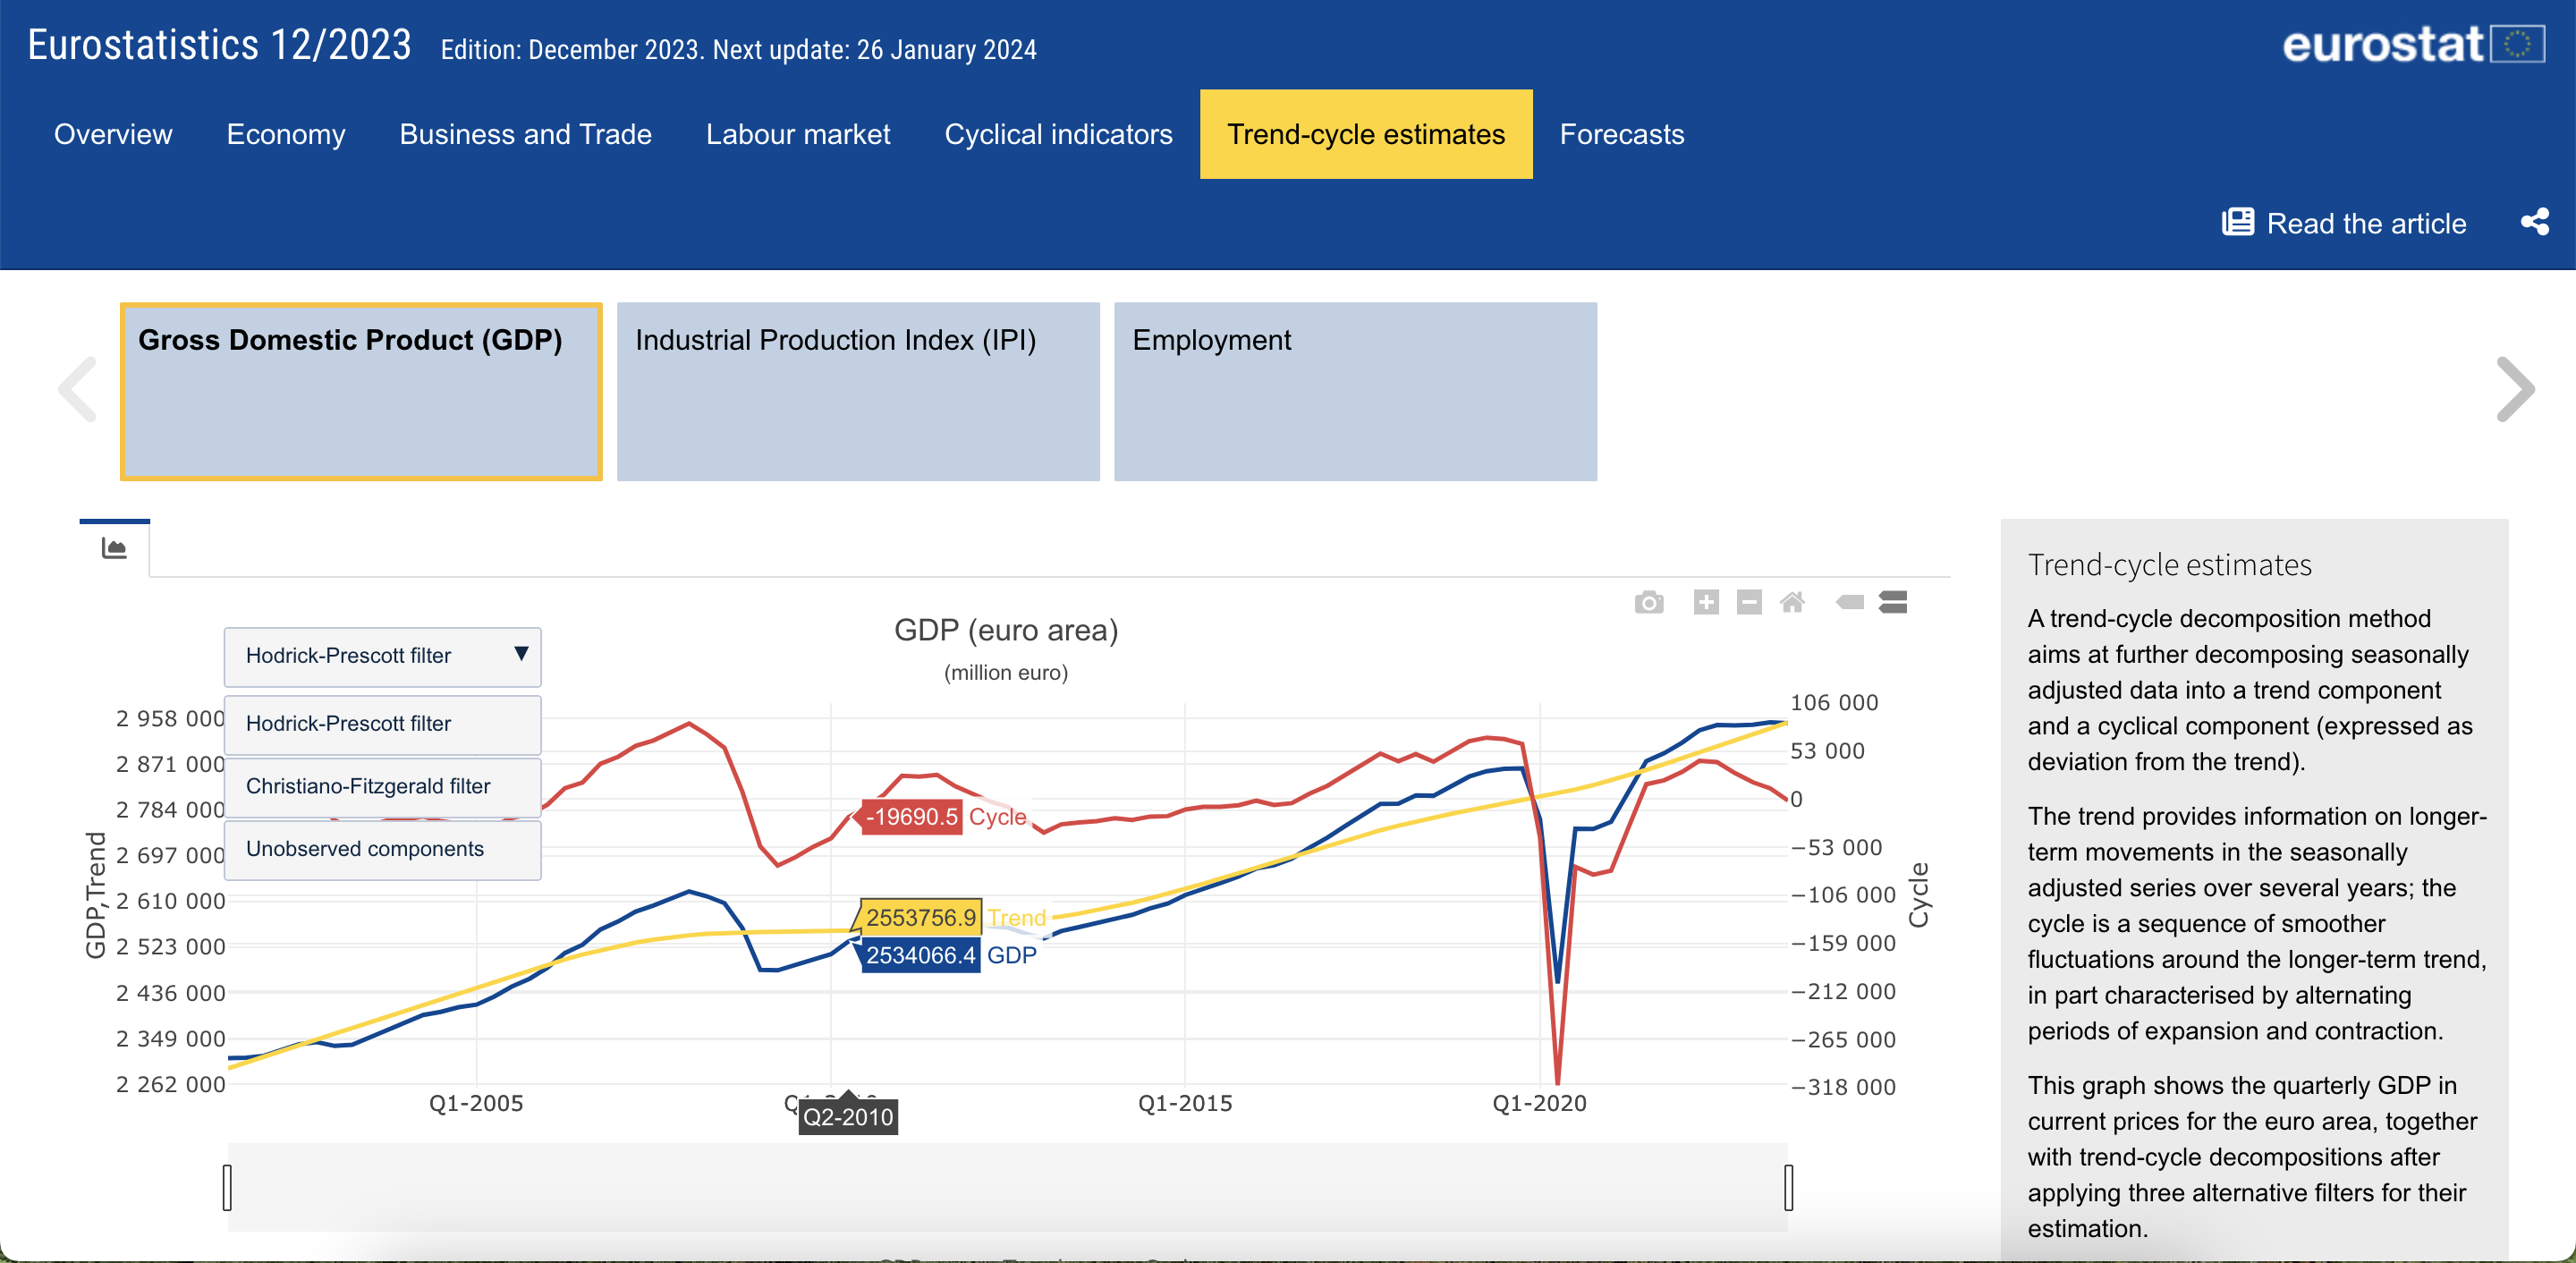 Eurostatistics 12/2023 Edition: December 2023. Next update: 26 January 2024
eurostat
Overview Economy Business and Trade Labour market Cyclical indicators Trend-cycle estimates Forecasts
Read the article
Gross Domestic Product (GDP)
Industrial Production Index (IPI)
Employment
GDP (euro area)
(million euro)
Hodrick-Prescott filter ▼
Hodrick-Prescott filter
Christiano-Fitzgerald filter
Unobserved components
GDP,Trend
2 958 000
2 871 000
2 784 000
2 697 000
2 610 000
2 523 000
2 436 000
2 349 000
2 262 000
-19690.5 Cycle
2553756.9 Trend
2534066.4 GDP
106 000
53 000
0
−53 000
−106 000
−159 000
−212 000
−265 000
−318 000
Cycle
Q1-2005
Q2-2010
Q1-2015
Q1-2020
Trend-cycle estimates
A trend-cycle decomposition method
aims at further decomposing seasonally
adjusted data into a trend component
and a cyclical component (expressed as
deviation from the trend).
The trend provides information on longer-
term movements in the seasonally
adjusted series over several years; the
cycle is a sequence of smoother
fluctuations around the longer-term trend,
in part characterised by alternating
periods of expansion and contraction.
This graph shows the quarterly GDP in
current prices for the euro area, together
with trend-cycle decompositions after
applying three alternative filters for their
estimation.